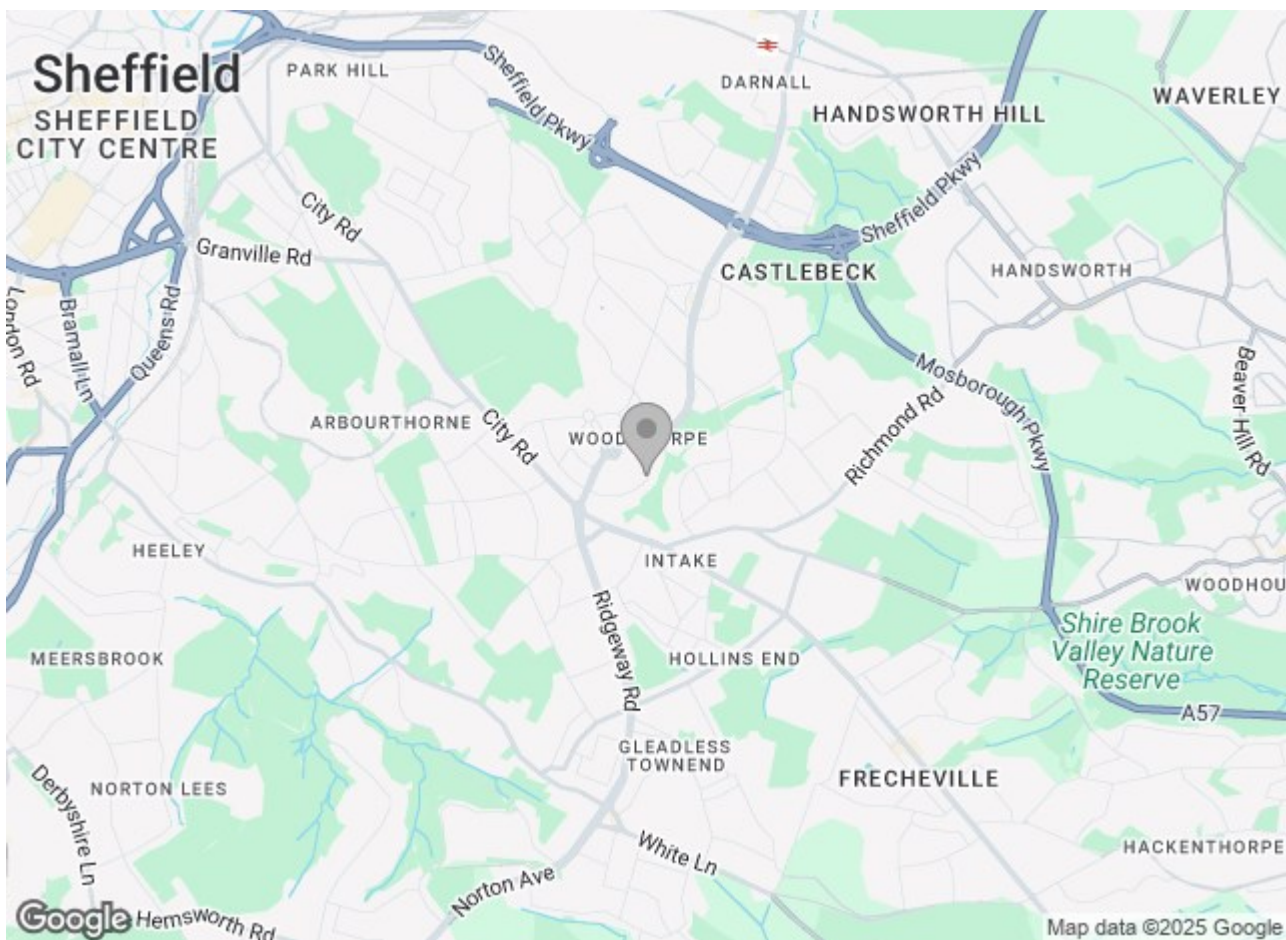 Sheffield
SHEFFIELD
CITY CENTRE
PARK HILL
Sheffield Pkwy
DARNALL
HANDSWORTH HILL
WAVERLEY
City Rd
Granville Rd
Sheffield Pkwy
CASTLEBECK
HANDSWORTH
London Rd
Bramall Ln
Queens Rd
Mosborough Pkwy
Beaver Hill Rd
ARBOURTHORNE
City Rd
WOOD RPE
Richmond Rd
HEELEY
INTAKE
WOODHOU
Ridgeway Rd
Shire Brook
Valley Nature
Reserve
MEERSBROOK
HOLLINS END
A57
GLEADLESS
TOWNEND
Derbyshire Ln
NORTON LEES
FRECHEVILLE
White Ln
HACKENTHORPE
Norton Ave
Google
Hemsworth Rd
Map data ©2025 Google